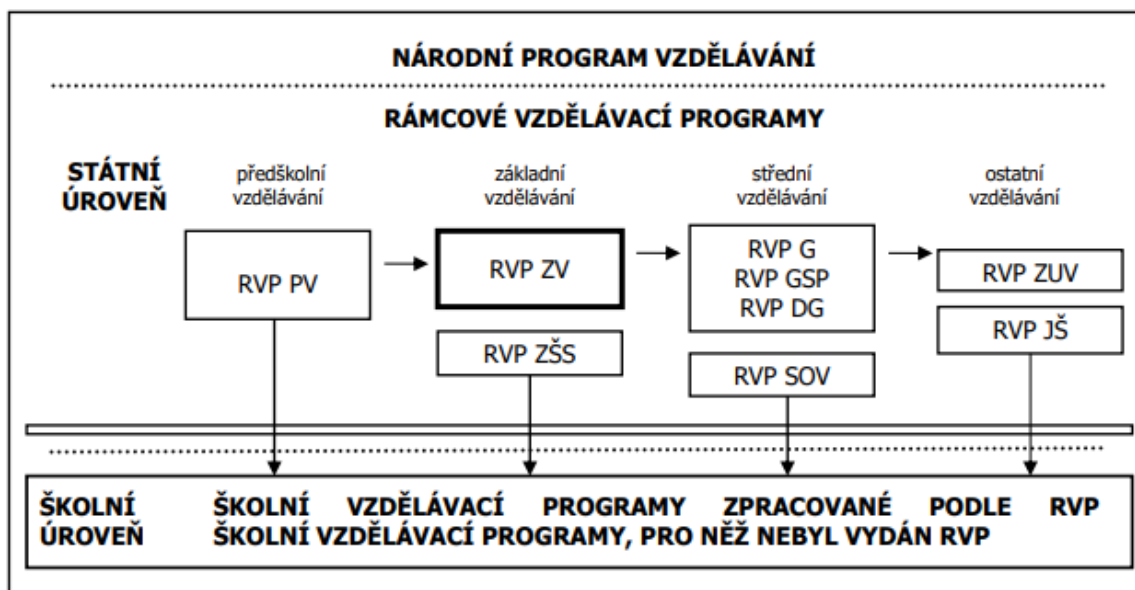 NÁRODNÍ PROGRAM VZDĚLÁVÁNÍ
RÁMCOVÉ VZDĚLÁVACÍ PROGRAMY
STÁTNÍ
ÚROVEŇ
předškolní
vzdělávání
základní
vzdělávání
střední
vzdělávání
ostatní
vzdělávání
RVP PV
RVP ZV
RVP G
RVP GSP
RVP DG
RVP ZUV
RVP ZŠS
RVP SOV
RVP JŠ
ŠKOLNÍ
ÚROVEŇ
ŠKOLNÍ VZDĚLÁVACÍ PROGRAMY ZPRACOVANÉ PODLE RVP
ŠKOLNÍ VZDĚLÁVACÍ PROGRAMY, PRO NĚŽ NEBYL VYDÁN RVP